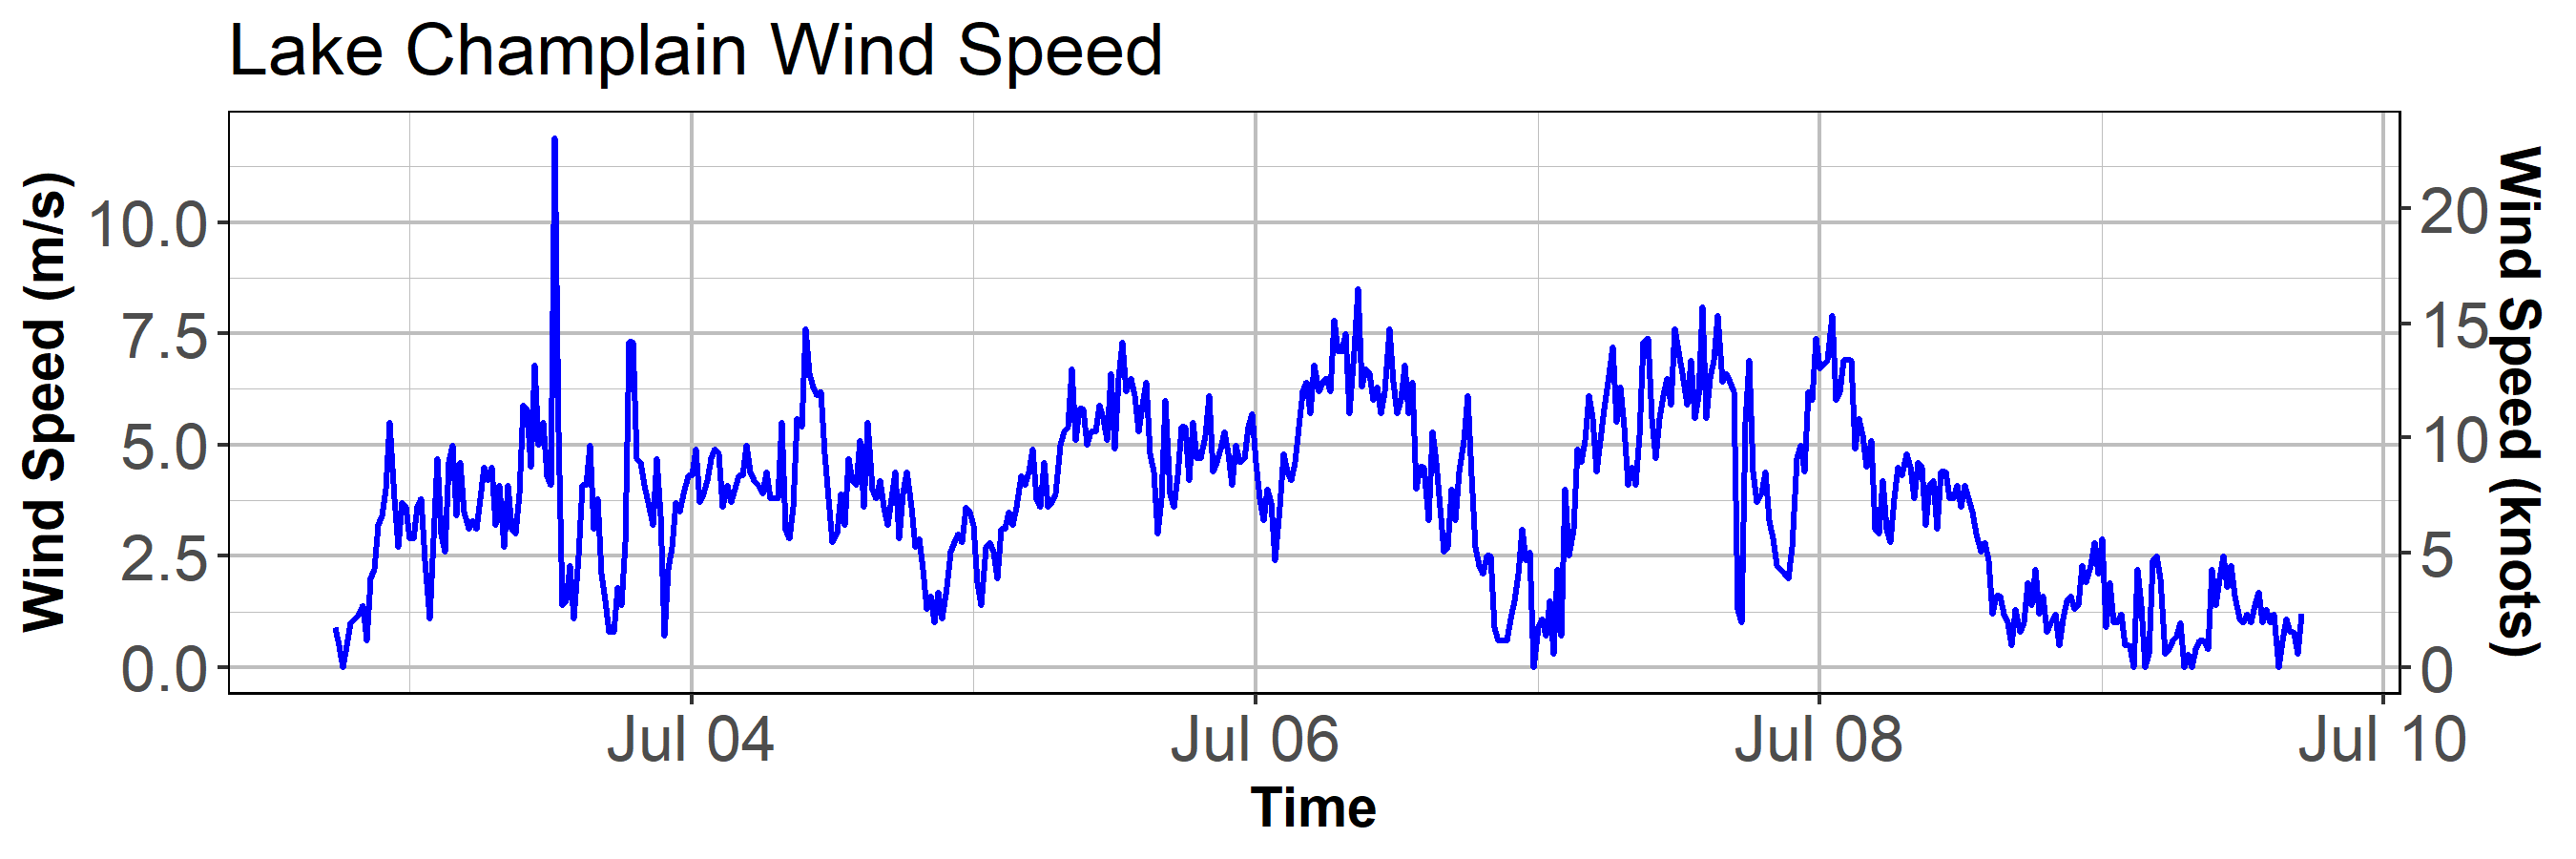 Lake Champlain Wind Speed
Wind Speed (m/s)
10.0
7.5
5.0
2.5
0.0
20
15
10
5
0
Wind Speed (knots)
Jul 04
Jul 06
Jul 08
Jul 10
Time